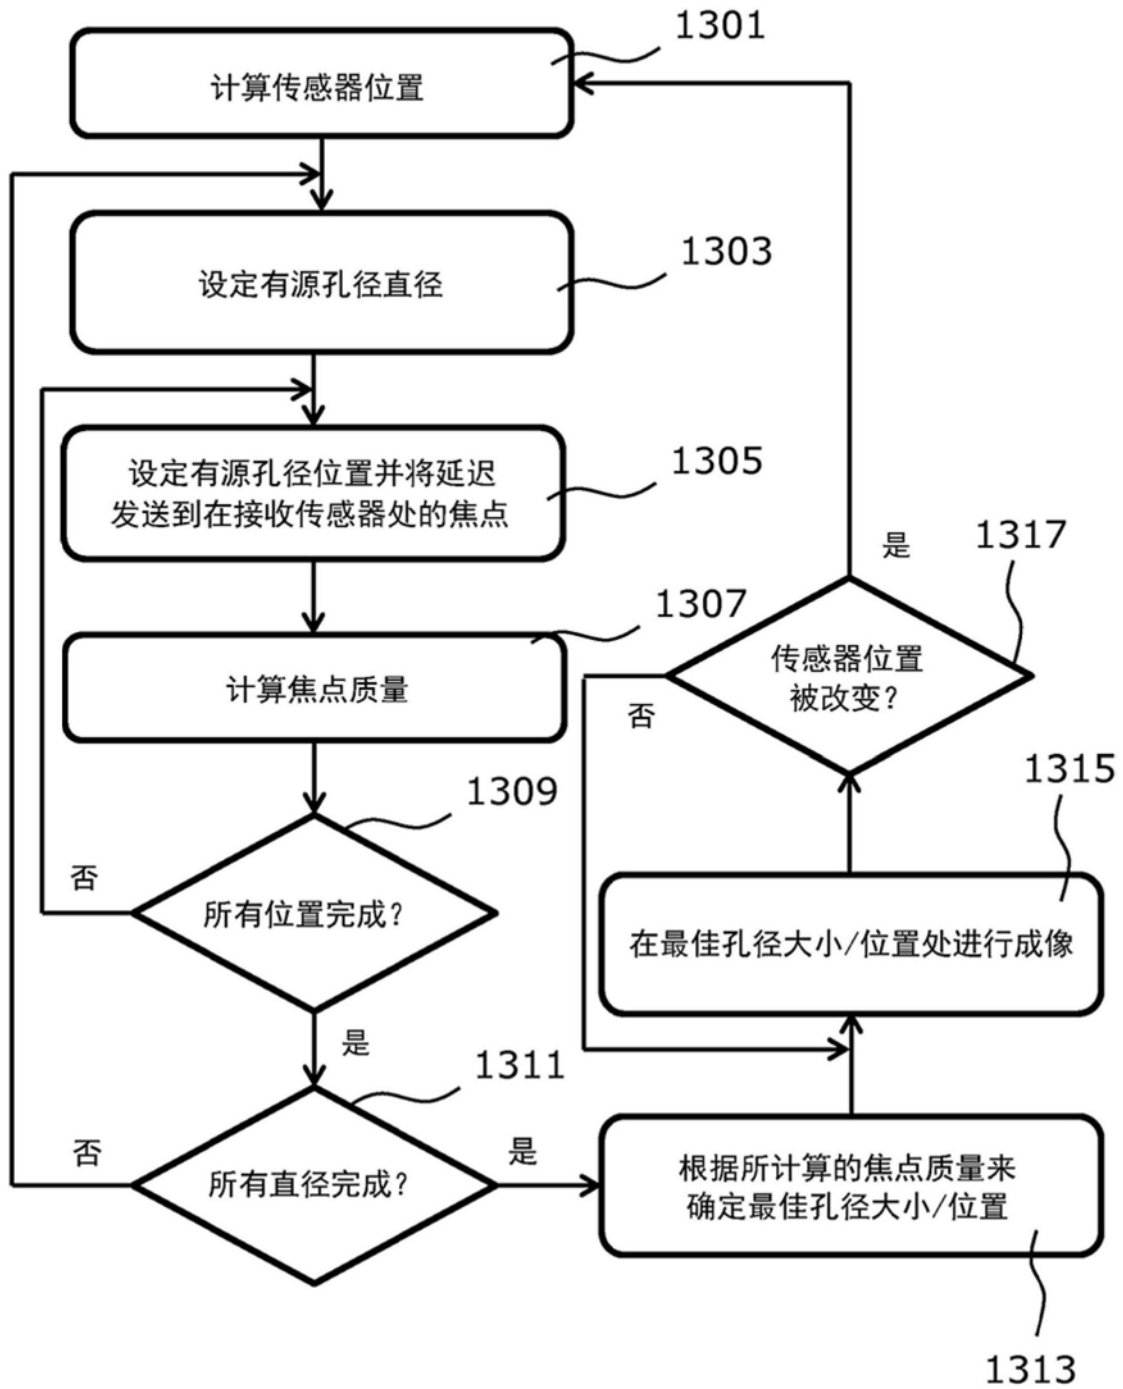 1301
计算传感器位置
1303
设定有源孔径直径
1305
设定有源孔径位置并将延迟
发送到在接收传感器处的焦点
1307
计算焦点质量
1309
所有位置完成?
否
是
1311
所有直径完成?
否
是
1313
根据所计算的焦点质量来
确定最佳孔径大小/位置
1315
在最佳孔径大小/位置处进行成像
1317
传感器位置
被改变?
是
否